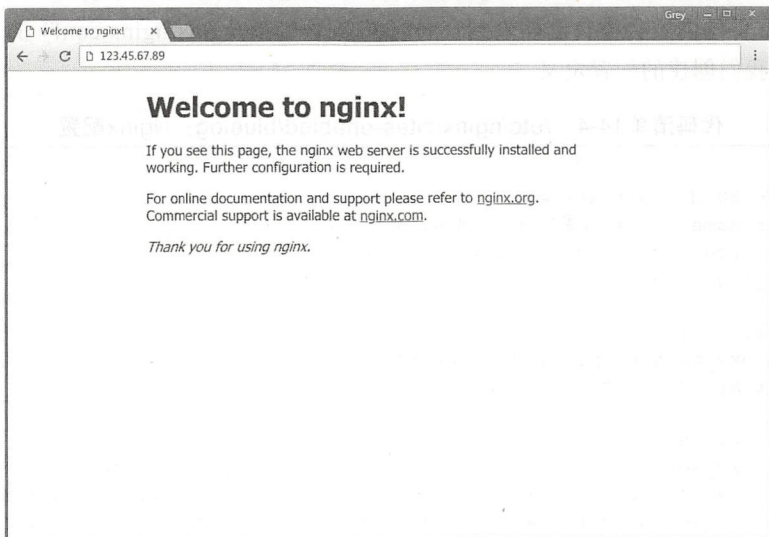 Grey
Welcome to nginx!
123.45.67.89
Welcome to nginx!
If you see this page, the nginx web server is successfully installed and
working. Further configuration is required.
For online documentation and support please refer to nginx.org.
Commercial support is available at nginx.com.
Thank you for using nginx.